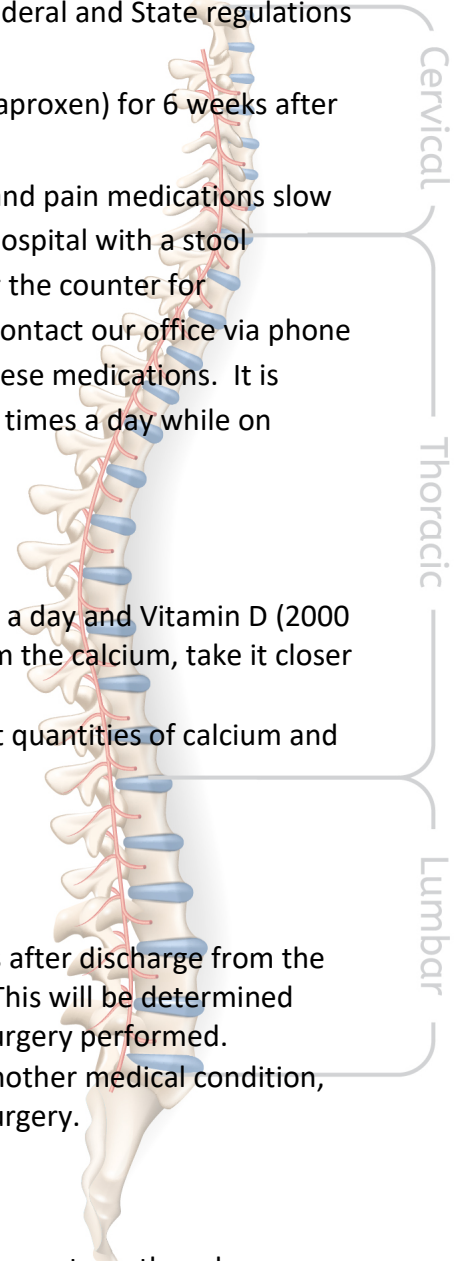 deral and State regulations
aproxen) for 6 weeks after
nd pain medications slow
ospital with a stool
the counter for
ontact our office via phone
ese medications.  It is
times a day while on
a day and Vitamin D (2000
m the calcium, take it closer
t quantities of calcium and
after discharge from the
This will be determined
urgery performed.
nother medical condition,
urgery.
Cervical
Thoracic
Lumbar